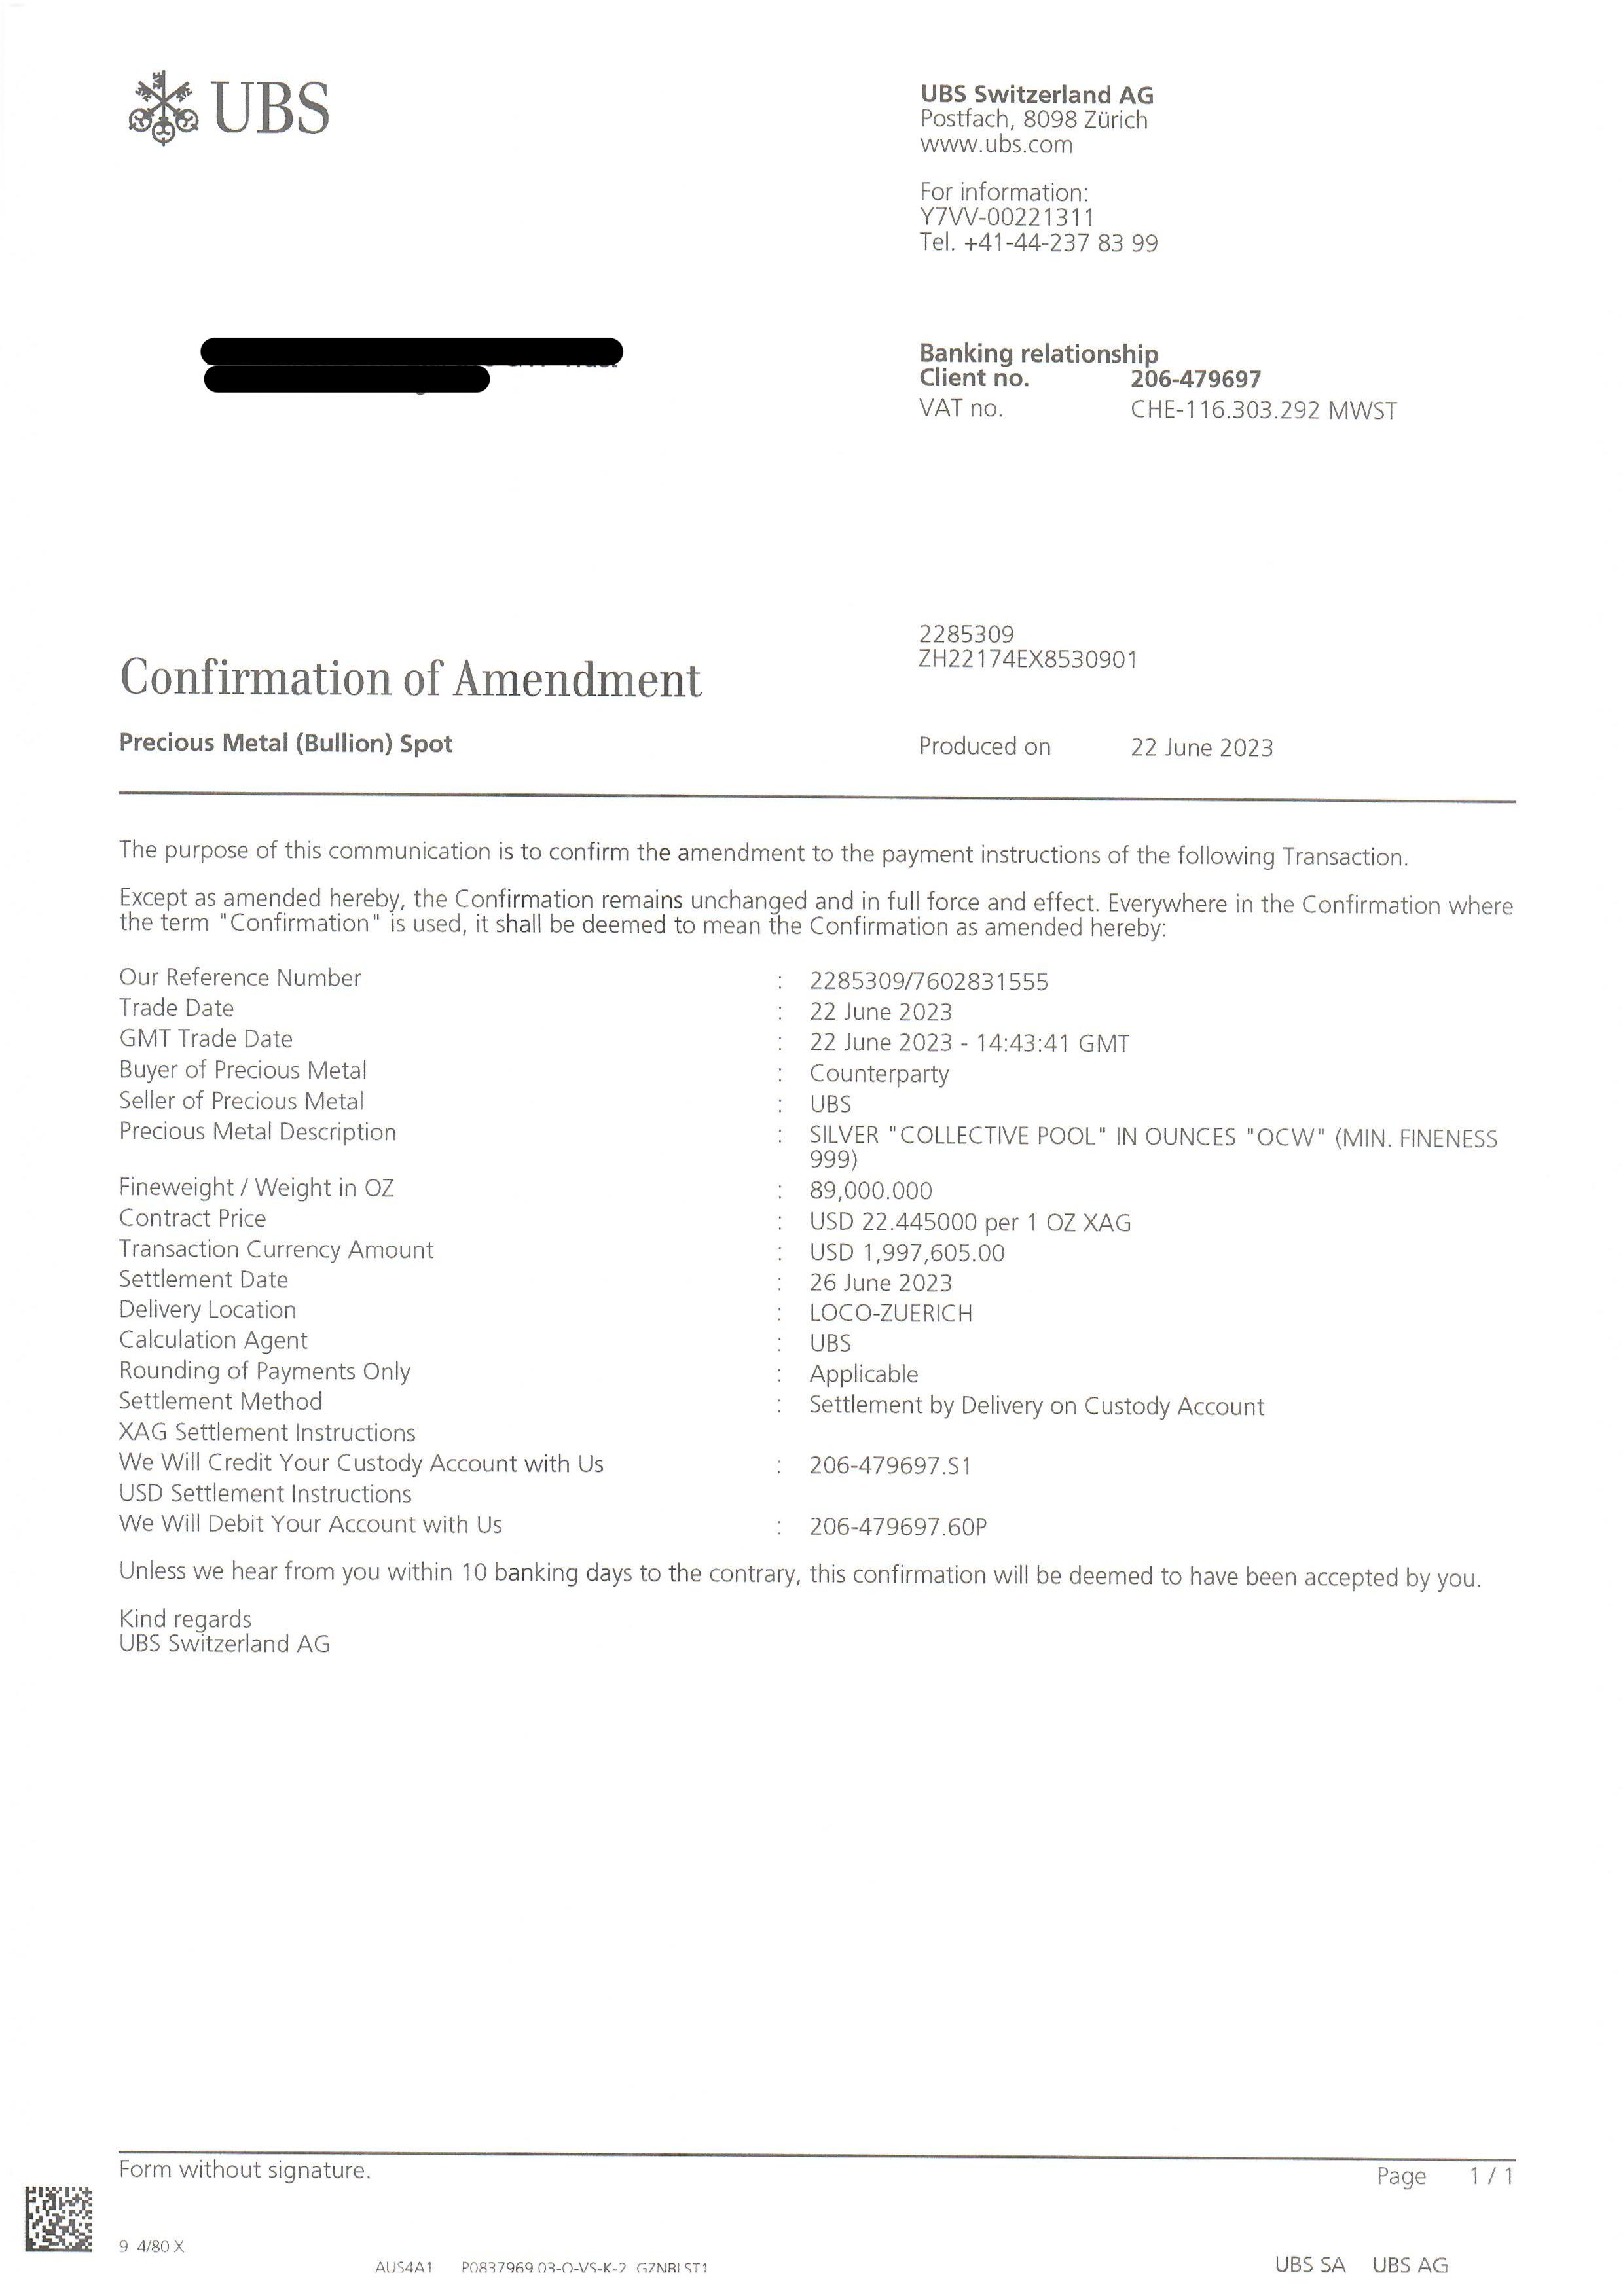 UBS
UBS Switzerland AG
Postfach, 8098 Zürich
www.ubs.com
For information:
Y7VV-00221311
Tel. +41-44-237 83 99
Banking relationship
Client no. 206-479697
VAT no. CHE-116.303.292 MWST
2285309
ZH22174EX8530901
Confirmation of Amendment
Precious Metal (Bullion) Spot
Produced on 22 June 2023
The purpose of this communication is to confirm the amendment to the payment instructions of the following Transaction.
Except as amended hereby, the Confirmation remains unchanged and in full force and effect. Everywhere in the Confirmation where
the term "Confirmation" is used, it shall be deemed to mean the Confirmation as amended hereby:
Our Reference Number : 2285309/7602831555
Trade Date : 22 June 2023
GMT Trade Date : 22 June 2023 - 14:43:41 GMT
Buyer of Precious Metal : Counterparty
Seller of Precious Metal : UBS
Precious Metal Description : SILVER "COLLECTIVE POOL" IN OUNCES "OCW" (MIN. FINENESS
999)
Fineweight / Weight in OZ : 89,000.000
Contract Price : USD 22.445000 per 1 OZ XAG
Transaction Currency Amount : USD 1,997,605.00
Settlement Date : 26 June 2023
Delivery Location : LOCO-ZUERICH
Calculation Agent : UBS
Rounding of Payments Only : Applicable
Settlement Method : Settlement by Delivery on Custody Account
XAG Settlement Instructions
We Will Credit Your Custody Account with Us : 206-479697.S1
USD Settlement Instructions
We Will Debit Your Account with Us : 206-479697.60P
Unless we hear from you within 10 banking days to the contrary, this confirmation will be deemed to have been accepted by you.
Kind regards
UBS Switzerland AG
Form without signature.
Page 1 / 1
9 4/80 X
AUS4A1 P0837969 03-O-VS-K-2 GZNBLST1
UBS SA UBS AG